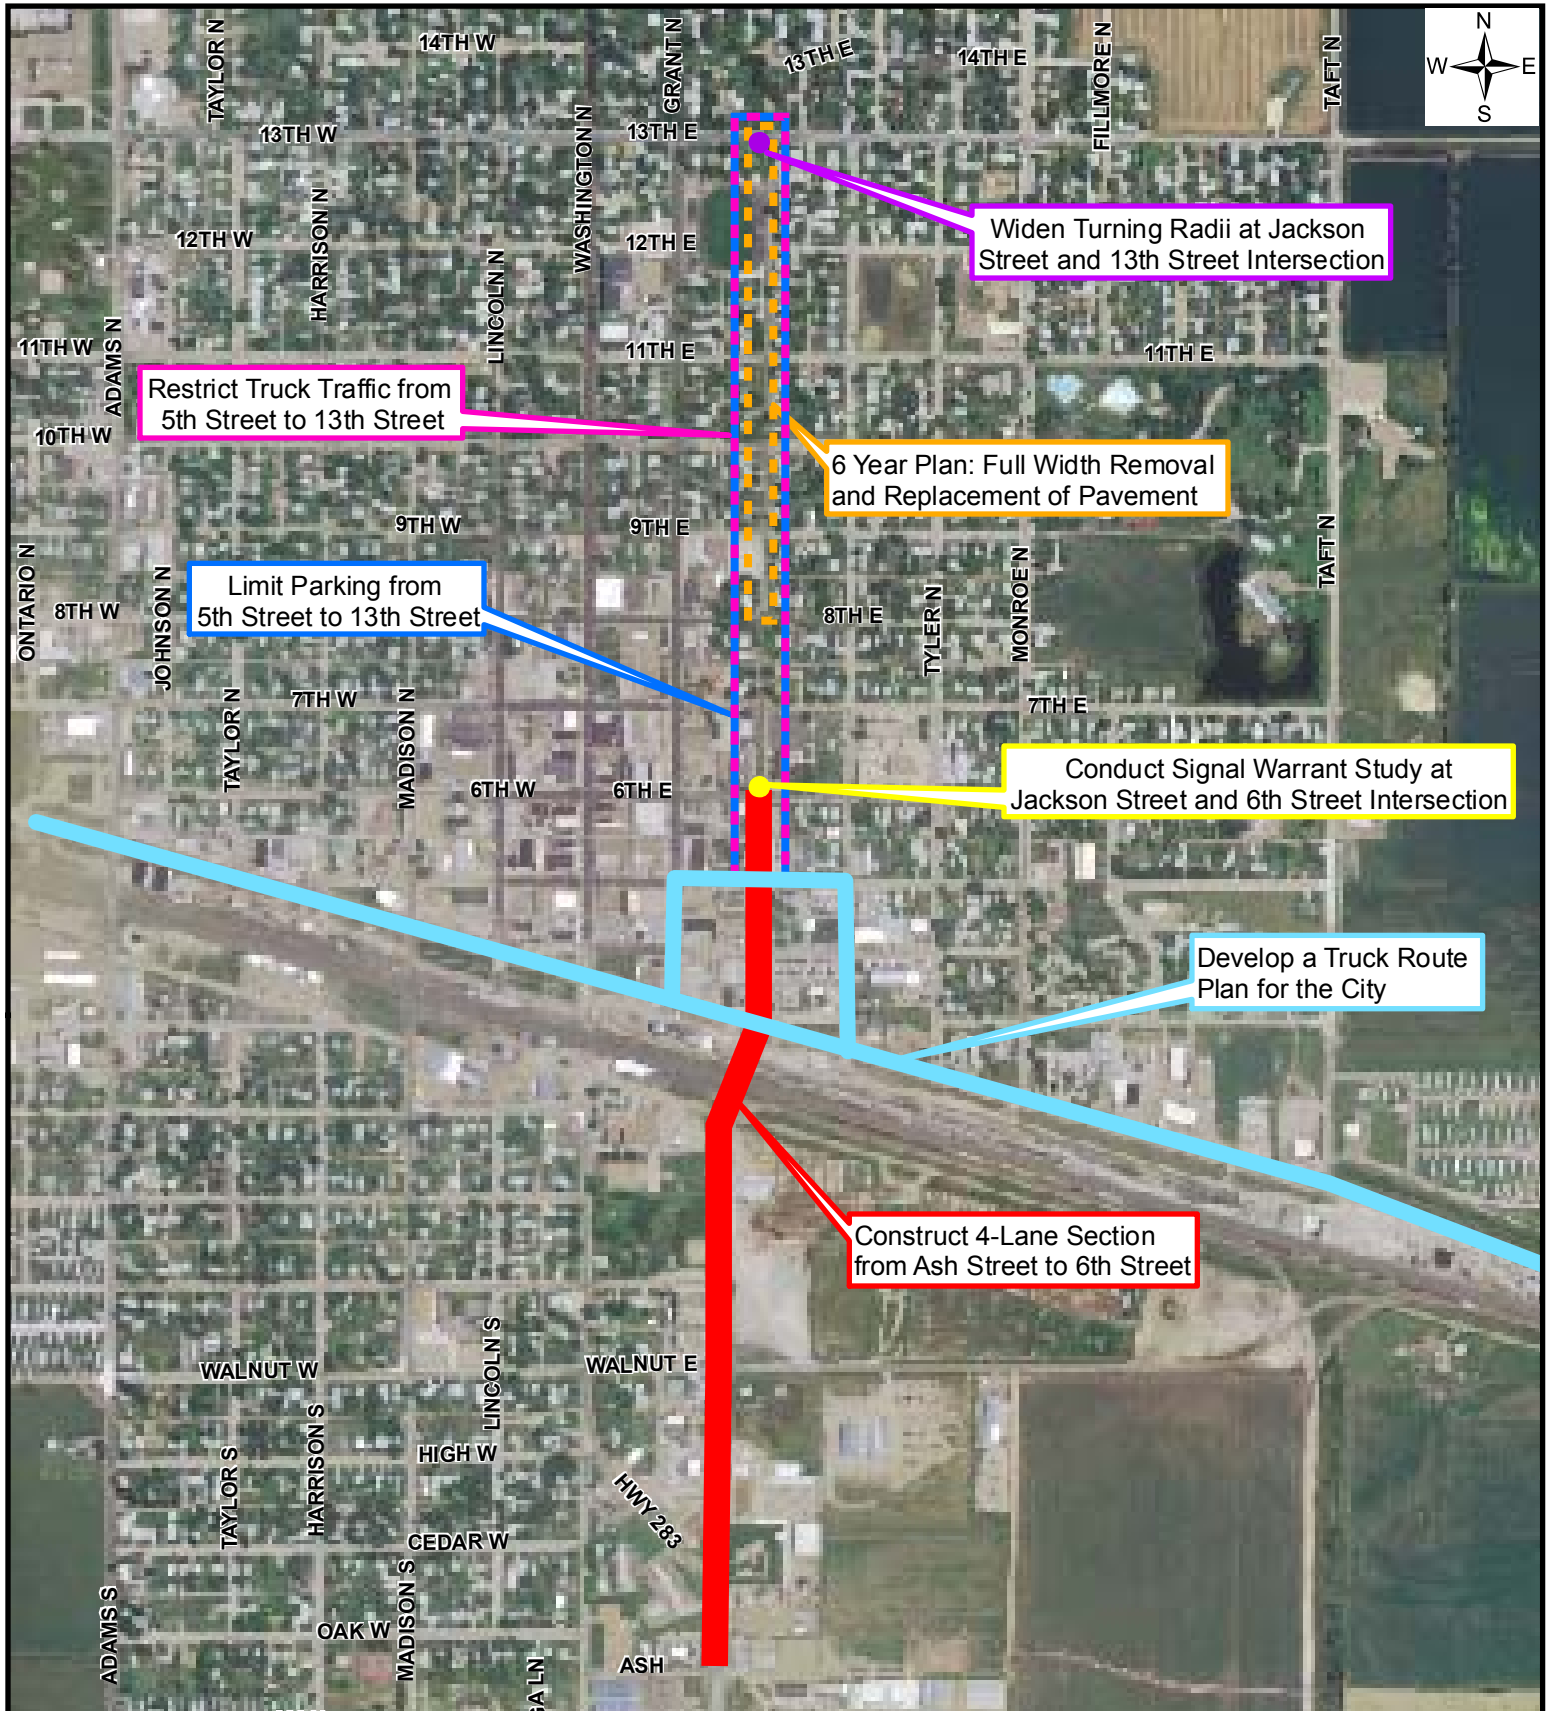 N
W E
S
TAYLOR N
14TH W
GRANT N
13TH E
14TH E
FILLMORE N
TAFT N
13TH W
WASHINGTON N
13TH E
HARRISON N
12TH W
12TH E
LINCOLN N
Widen Turning Radii at Jackson
Street and 13th Street Intersection
11TH W
ADAMS N
11TH E
11TH E
Restrict Truck Traffic from
5th Street to 13th Street
10TH W
6 Year Plan: Full Width Removal
and Replacement of Pavement
9TH W
9TH E
TAFT N
ONTARIO N
JOHNSON N
Limit Parking from
5th Street to 13th Street
8TH W
8TH E
TYLER N
MONROE N
TAYLOR N
7TH W
MADISON N
7TH E
6TH W
6TH E
Conduct Signal Warrant Study at
Jackson Street and 6th Street Intersection
Develop a Truck Route
Plan for the City
Construct 4-Lane Section
from Ash Street to 6th Street
WALNUT W
LINCOLN S
WALNUT E
TAYLOR S
HARRISON S
HIGH W
HWY 283
CEDAR W
ADAMS S
MADISON S
OAK W
ASH
GA LN